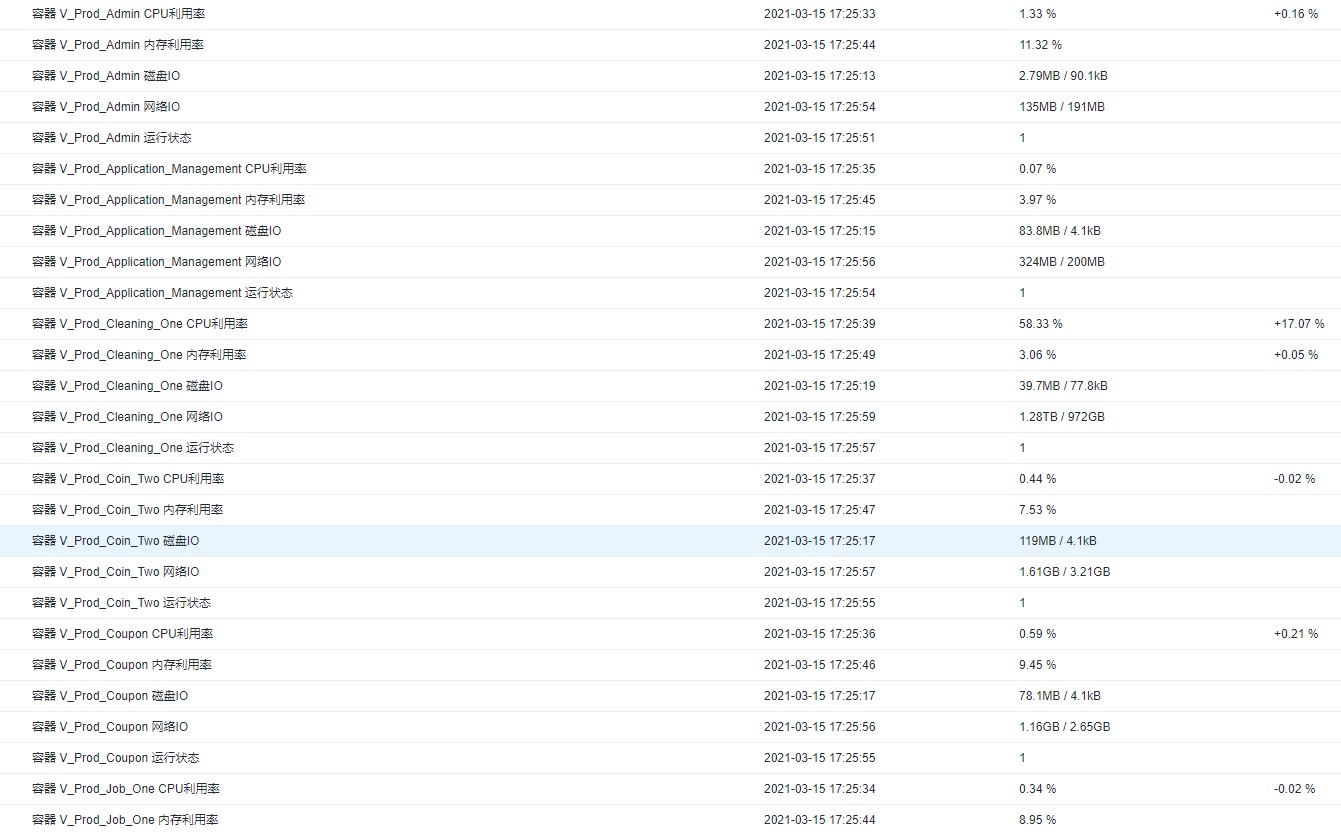 容器 V_Prod_Admin CPU利用率 2021-03-15 17:25:33 1.33 % +0.16 %
容器 V_Prod_Admin 内存利用率 2021-03-15 17:25:44 11.32 %
容器 V_Prod_Admin 磁盘IO 2021-03-15 17:25:13 2.79MB / 90.1kB
容器 V_Prod_Admin 网络IO 2021-03-15 17:25:54 135MB / 191MB
容器 V_Prod_Admin 运行状态 2021-03-15 17:25:51 1
容器 V_Prod_Application_Management CPU利用率 2021-03-15 17:25:35 0.07 %
容器 V_Prod_Application_Management 内存利用率 2021-03-15 17:25:45 3.97 %
容器 V_Prod_Application_Management 磁盘IO 2021-03-15 17:25:15 83.8MB / 4.1kB
容器 V_Prod_Application_Management 网络IO 2021-03-15 17:25:56 324MB / 200MB
容器 V_Prod_Application_Management 运行状态 2021-03-15 17:25:54 1
容器 V_Prod_Cleaning_One CPU利用率 2021-03-15 17:25:39 58.33 % +17.07 %
容器 V_Prod_Cleaning_One 内存利用率 2021-03-15 17:25:49 3.06 % +0.05 %
容器 V_Prod_Cleaning_One 磁盘IO 2021-03-15 17:25:19 39.7MB / 77.8kB
容器 V_Prod_Cleaning_One 网络IO 2021-03-15 17:25:59 1.28TB / 972GB
容器 V_Prod_Cleaning_One 运行状态 2021-03-15 17:25:57 1
容器 V_Prod_Coin_Two CPU利用率 2021-03-15 17:25:37 0.44 % -0.02 %
容器 V_Prod_Coin_Two 内存利用率 2021-03-15 17:25:47 7.53 %
容器 V_Prod_Coin_Two 磁盘IO 2021-03-15 17:25:17 119MB / 4.1kB
容器 V_Prod_Coin_Two 网络IO 2021-03-15 17:25:57 1.61GB / 3.21GB
容器 V_Prod_Coin_Two 运行状态 2021-03-15 17:25:55 1
容器 V_Prod_Coupon CPU利用率 2021-03-15 17:25:36 0.59 % +0.21 %
容器 V_Prod_Coupon 内存利用率 2021-03-15 17:25:46 9.45 %
容器 V_Prod_Coupon 磁盘IO 2021-03-15 17:25:17 78.1MB / 4.1kB
容器 V_Prod_Coupon 网络IO 2021-03-15 17:25:56 1.16GB / 2.65GB
容器 V_Prod_Coupon 运行状态 2021-03-15 17:25:55 1
容器 V_Prod_Job_One CPU利用率 2021-03-15 17:25:34 0.34 % -0.02 %
容器 V_Prod_Job_One 内存利用率 2021-03-15 17:25:44 8.95 %